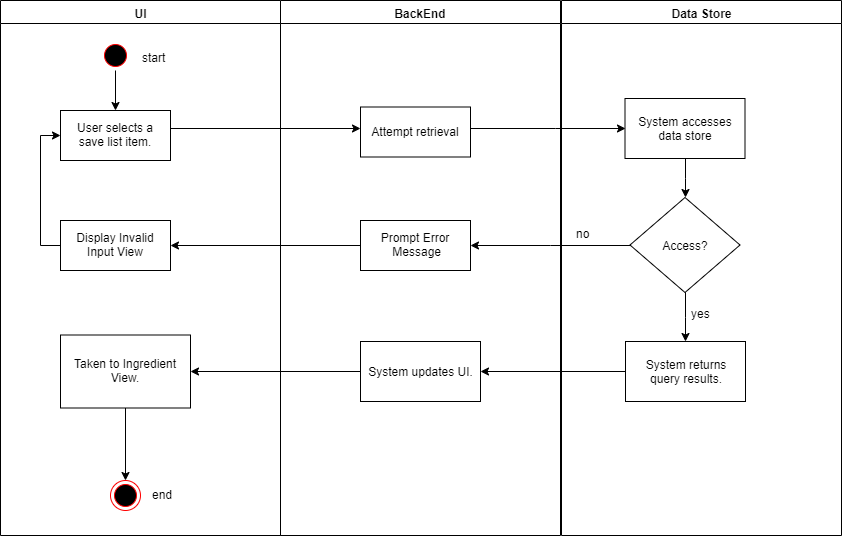 UI
BackEnd
Data Store
start
User selects a
save list item.
Attempt retrieval
System accesses
data store
Display Invalid
Input View
Prompt Error
Message
no
Access?
yes
Taken to Ingredient
View.
System updates UI.
System returns
query results.
end